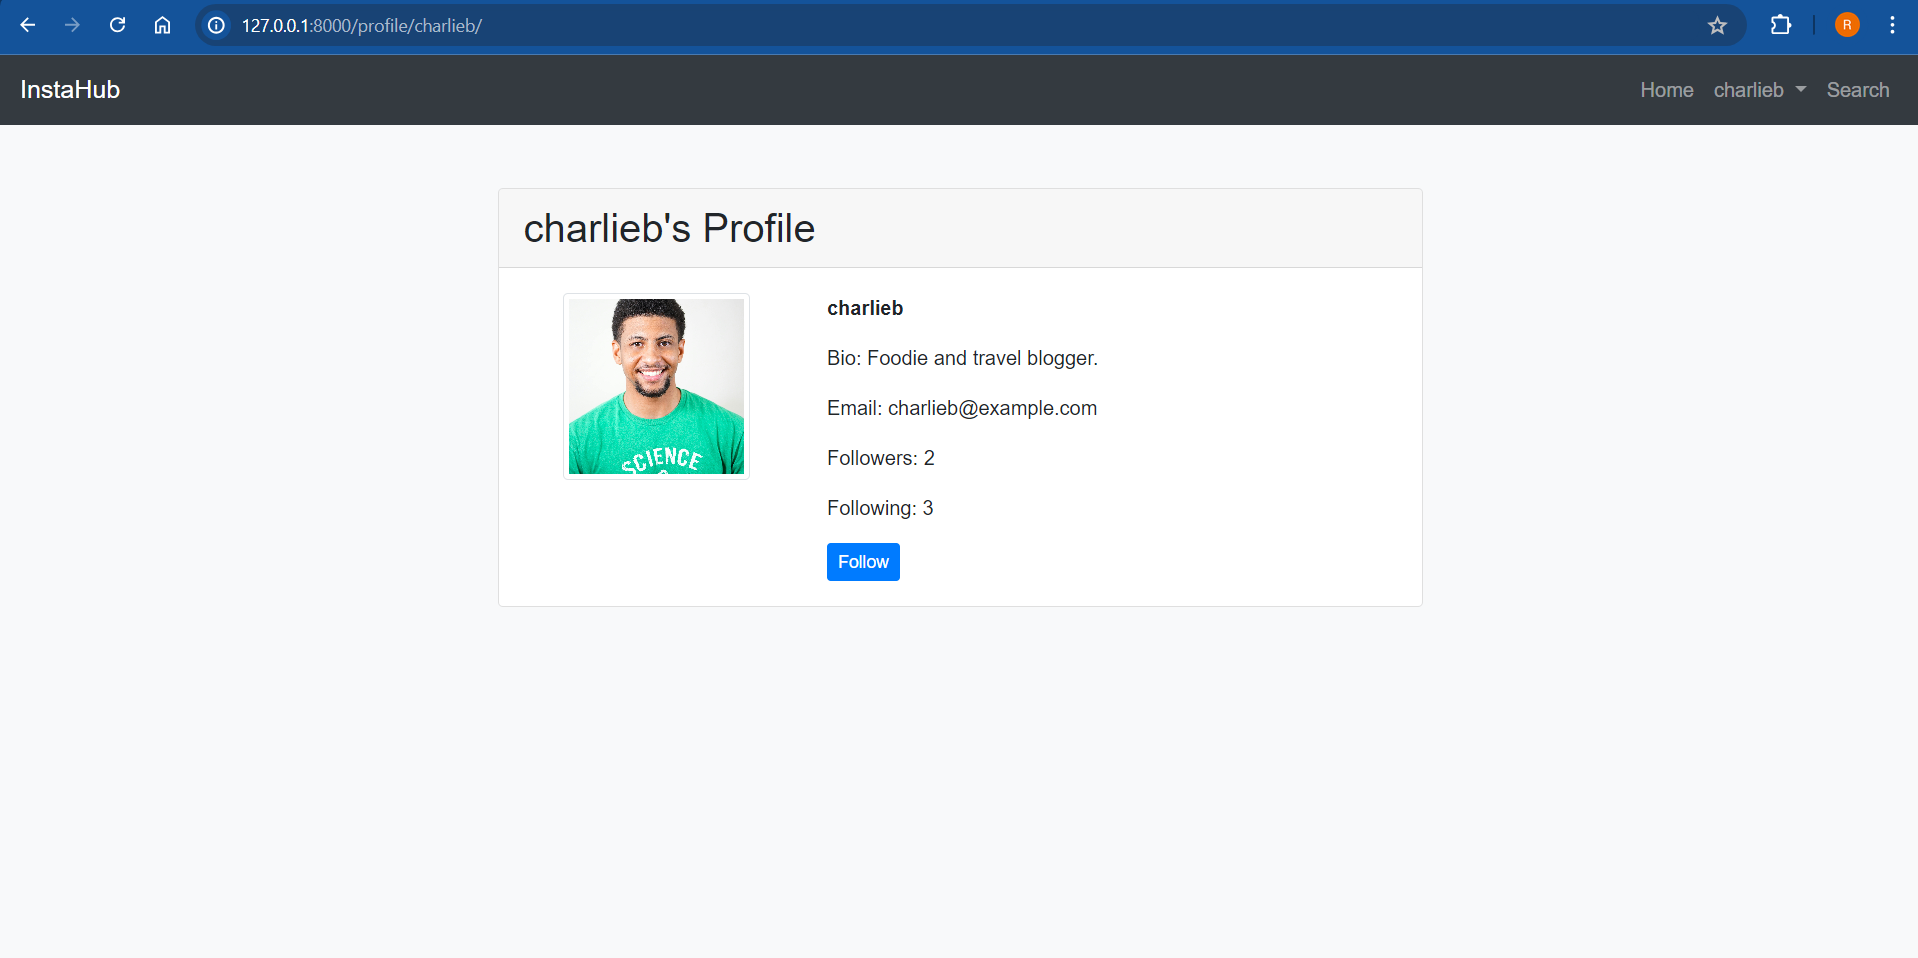 127.0.0.1:8000/profile/charlieb/
R
InstaHub
Home charlieb Search
charlieb's Profile
SCIENCE
charlieb
Bio: Foodie and travel blogger.
Email: charlieb@example.com
Followers: 2
Following: 3
Follow